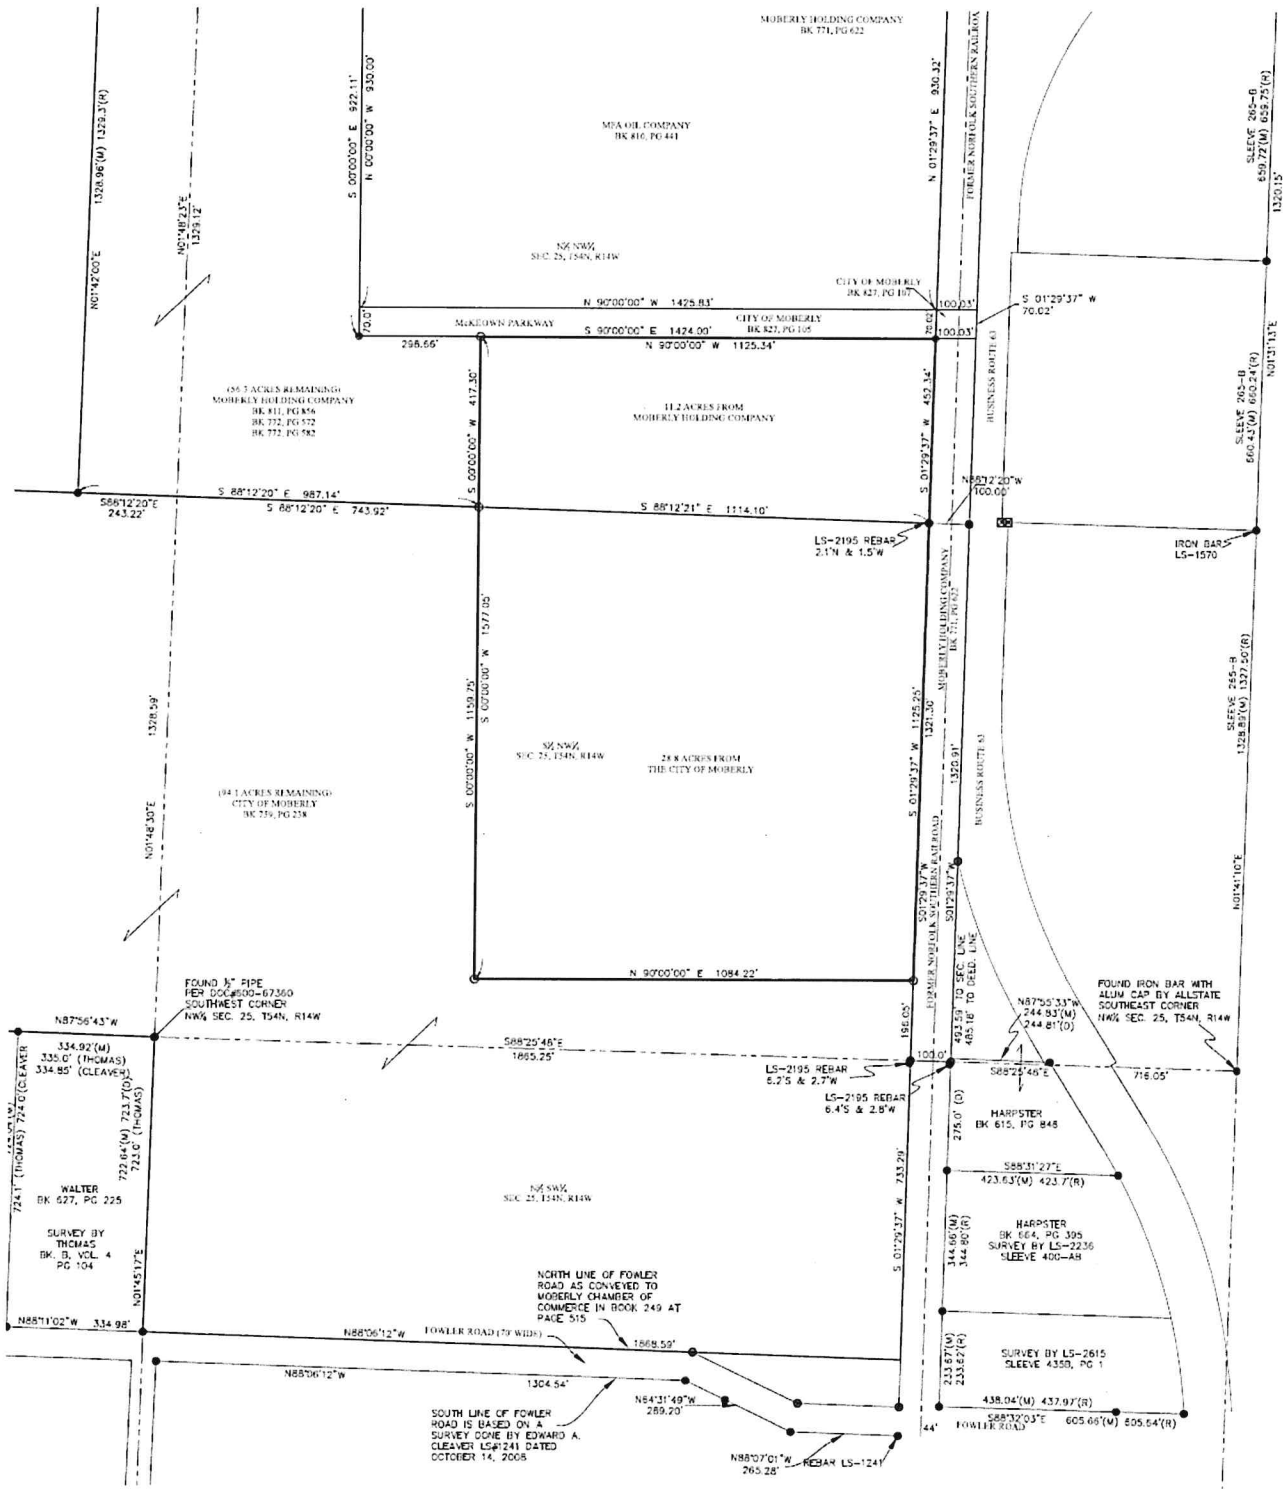 MOBERLY HOLDING COMPANY
BK 771, PG 622
FORMER NORFOLK SOUTHERN RAILROA
1328.96'(M) 1329.3'(R)
N01°42'00"E
N01°48'23"E
1329.12'
S 00°00'00" E 922.11'
N 00°00'00" W 930.00'
MFA OIL COMPANY
BK 810, PG 441
N 01°29'37" E 930.32'
SLEEVE 265-B
659.72'(M) 659.75'(R)
1320.15'
N½ NW¼
SEC. 25, T54N, R14W
CITY OF MOBERLY
BK 827, PG 107
N 90°00'00" W 1425.83'
100.03'
S 01°29'37" W
70.02'
70.0'
McKEOWN PARKWAY
CITY OF MOBERLY
BK 827, PG 105
70.02'
S 90°00'00" E 1424.00'
100.03'
298.66'
N 90°00'00" W 1125.34'
BUSINESS ROUTE 63
N01°31'13"E
(56.7 ACRES REMAINING)
MOBERLY HOLDING COMPANY
BK 811, PG 856
BK 772, PG 572
BK 772, PG 582
S 00°00'00" W 417.30'
11.2 ACRES FROM
MOBERLY HOLDING COMPANY
S 01°29'37" W 452.34'
SLEEVE 265-B
660.43'(M) 660.24'(R)
N88°12'20"W
100.00'
S88°12'20"E
243.22'
S 88°12'20" E 987.14'
S 88°12'20" E 743.92'
S 88°12'21" E 1114.10'
LS-2195 REBAR
2.1'N & 1.5'W
IRON BAR
LS-1570
MOBERLY HOLDING COMPANY
BK 771, PG 622
1328.59'
N01°48'30"E
S 00°00'00" W 1159.75'
S 00°00'00" W 1577.05'
S½ NW¼
SEC. 25, T54N, R14W
28.8 ACRES FROM
THE CITY OF MOBERLY
S 01°29'37" W 1125.25'
1321.30'
1320.91'
BUSINESS ROUTE 63
SLEEVE 265-B
1328.89'(M) 1327.50'(R)
N01°41'10"E
(94.1 ACRES REMAINING)
CITY OF MOBERLY
BK 759, PG 238
S01°29'37"W
FORMER NORFOLK SOUTHERN RAILROAD
S01°29'37"W
493.59' TO SEC. LINE
485.18' TO DEED. LINE
N 90°00'00" E 1084.22'
FOUND ½" PIPE
PER DOC#600-67360
SOUTHWEST CORNER
NW¼ SEC. 25, T54N, R14W
FOUND IRON BAR WITH
ALUM CAP BY ALLSTATE
SOUTHEAST CORNER
NW¼ SEC. 25, T54N, R14W
N87°55'33"W
244.83'(M)
244.81'(D)
N87°56'43"W
334.92'(M)
335.0' (THOMAS)
334.85' (CLEAVER)
S88°25'48"E
1865.25'
196.05'
100.0'
S88°25'48"E
716.05'
LS-2195 REBAR
6.2'S & 2.7'W
LS-2195 REBAR
6.4'S & 2.8'W
724.1' (THOMAS) 724.0'(CLEAVER
722.64'(M) 723.7'(D)
723.0' (THOMAS)
275.0' (D)
HARPSTER
BK 615, PG 848
S88°31'27"E
423.63'(M) 423.7'(R)
WALTER
BK 627, PG 225
SURVEY BY
THOMAS
BK. B, VOL. 4
PG 104
N01°45'17"E
N½ SW¼
SEC. 25, T54N, R14W
S 01°29'37" W 733.29'
344.66'(M)
344.80'(R)
HARPSTER
BK 664, PG 395
SURVEY BY LS-2236
SLEEVE 400-AB
NORTH LINE OF FOWLER
ROAD AS CONVEYED TO
MOBERLY CHAMBER OF
COMMERCE IN BOOK 249 AT
PAGE 515
N88°11'02"W 334.98'
N88°06'12"W
FOWLER ROAD (70' WIDE)
1868.59'
N88°06'12"W
1304.54'
N64°31'49"W
289.20'
233.67'(M)
233.62'(R)
SURVEY BY LS-2615
SLEEVE 435B, PG 1
438.04'(M) 437.97'(R)
S88°32'03"E 605.66'(M) 605.64'(R)
FOWLER ROAD
44'
SOUTH LINE OF FOWLER
ROAD IS BASED ON A
SURVEY DONE BY EDWARD A.
CLEAVER LS#1241 DATED
OCTOBER 14, 2008
N88°07'01"W
265.28'
REBAR LS-1241